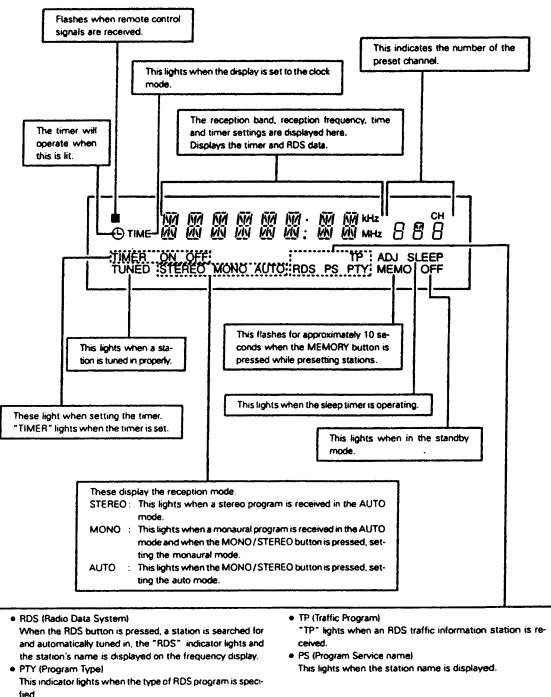 Flashes when remote control
signals are received.
This indicates the number of the
preset channel.
This lights when the display is set to the clock
mode.
The reception band, reception frequency, time
and timer settings are displayed here.
Displays the timer and RDS data.
The timer will
operate when
this is lit.
kHz CH
TIME MHz
TIMER ON OFF TP ADJ SLEEP
TUNED STEREO MONO AUTO RDS PS PTY MEMO OFF
This lights when a sta-
tion is tuned in properly.
This flashes for approximately 10 se-
conds when the MEMORY button is
pressed while presetting stations.
This lights when the sleep timer is operating.
These light when setting the timer.
"TIMER" lights when the timer is set.
This lights when in the standby
mode.
These display the reception mode.
STEREO: This lights when a stereo program is received in the AUTO
mode.
MONO : This lights when a monaural program is received in the AUTO
mode and when the MONO/STEREO button is pressed, set-
ting the monaural mode.
AUTO : This lights when the MONO/STEREO button is pressed, set-
ting the auto mode.
• RDS (Radio Data System)
When the RDS button is pressed, a station is searched for
and automatically tuned in, the "RDS" indicator lights and
the station's name is displayed on the frequency display.
• PTY (Program Type)
This indicator lights when the type of RDS program is speci-
fied
• TP (Traffic Program)
"TP" lights when an RDS traffic information station is re-
ceived.
• PS (Program Service name)
This lights when the station name is displayed.